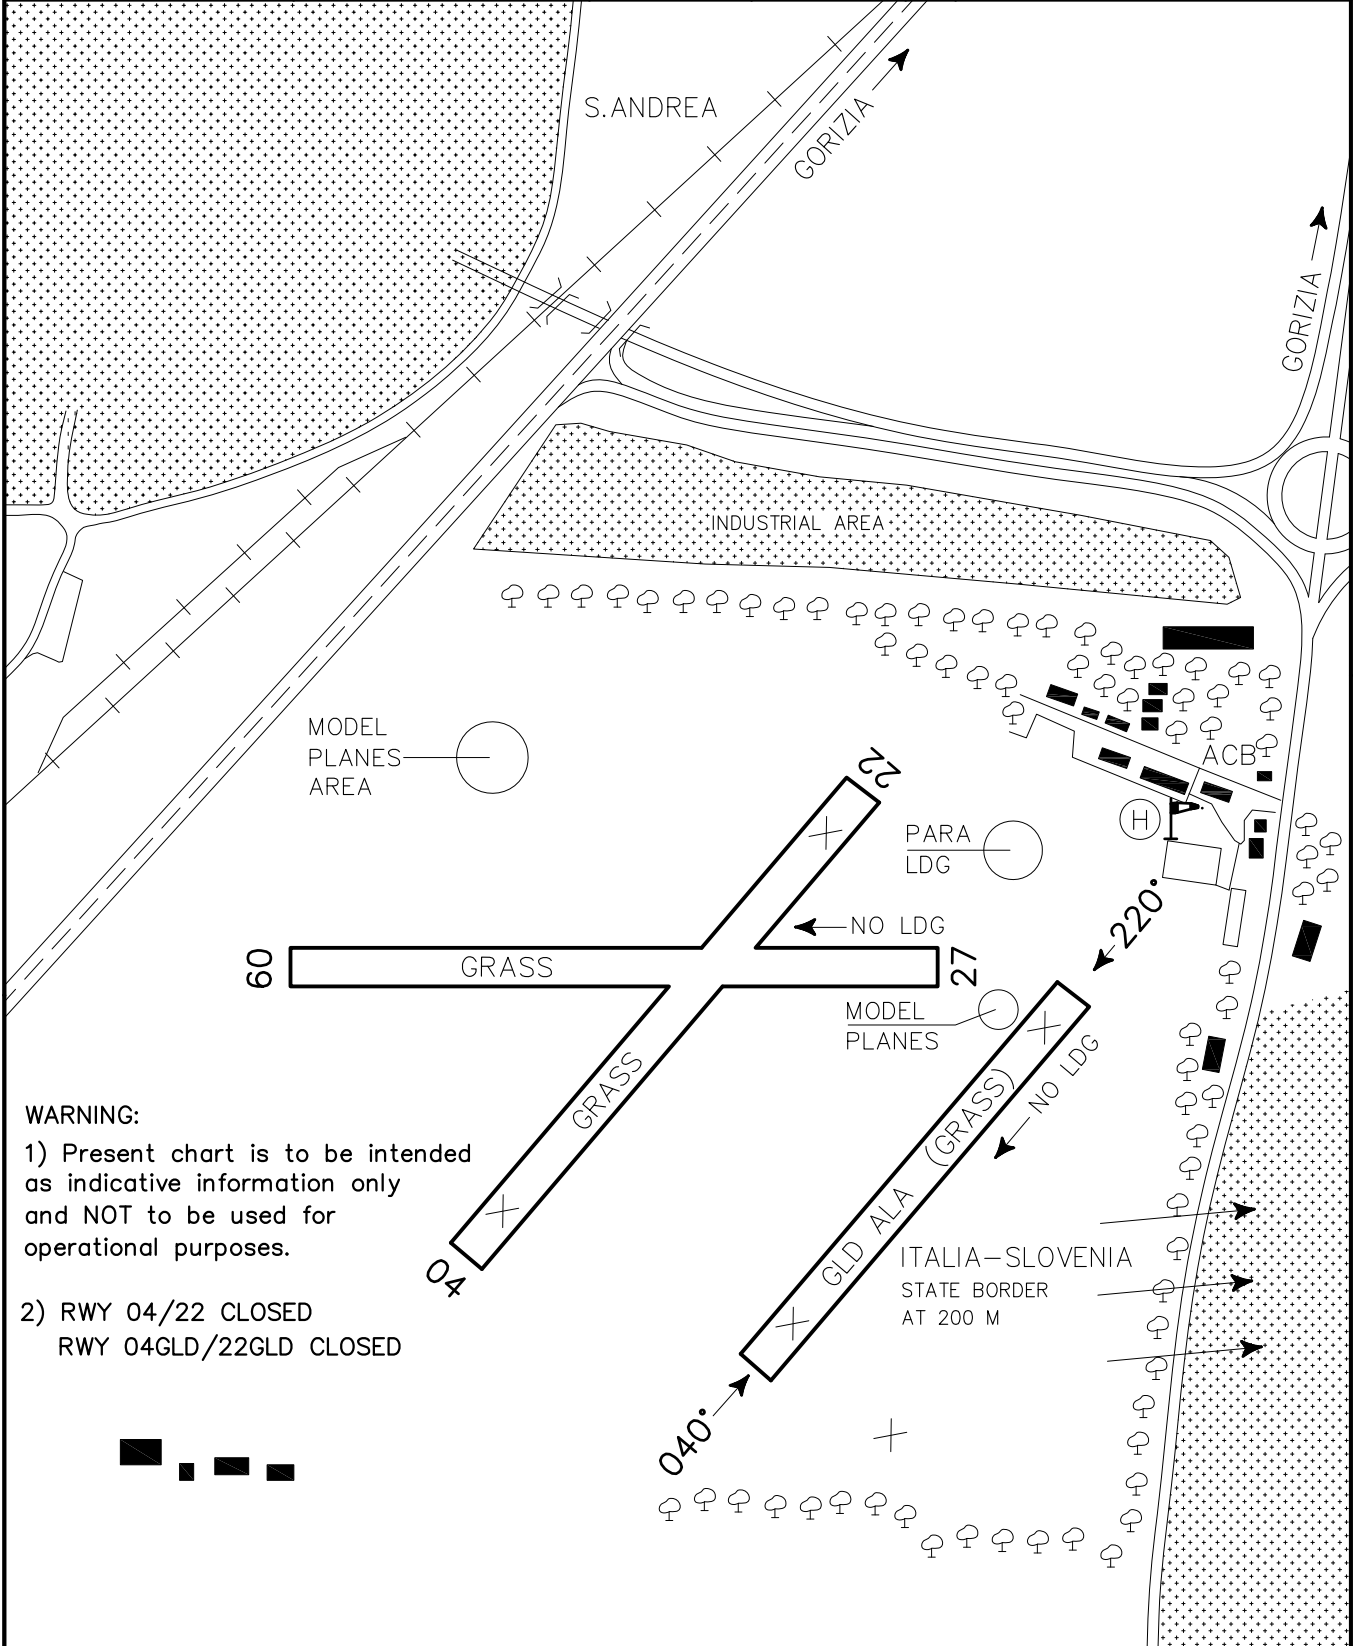 S.ANDREA
GORIZIA
GORIZIA
INDUSTRIAL AREA
MODEL
PLANES
AREA
22
ACB
H
PARA
LDG
220°
NO LDG
09
GRASS
27
MODEL
PLANES
NO LDG
GRASS
GLD ALA (GRASS)
WARNING:
1) Present chart is to be intended
as indicative information only
and NOT to be used for
operational purposes.
04
ITALIA-SLOVENIA
STATE BORDER
AT 200 M
2) RWY 04/22 CLOSED
RWY 04GLD/22GLD CLOSED
040°